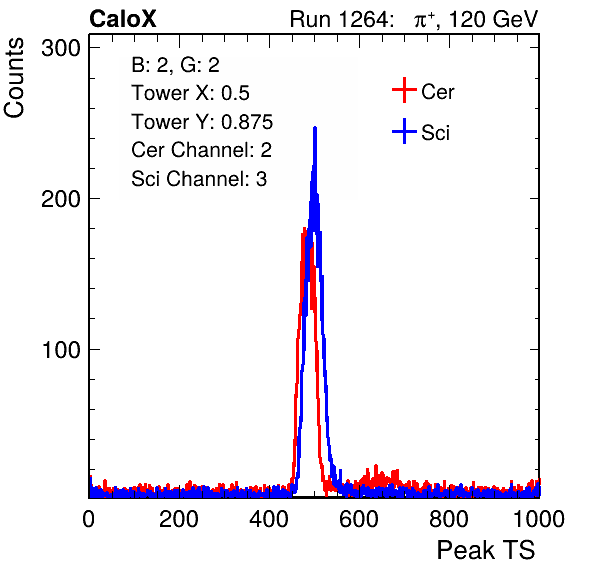 CaloX Run 1264: π⁺, 120 GeV
300
200
100
Counts
B: 2, G: 2
Tower X: 0.5
Tower Y: 0.875
Cer Channel: 2
Sci Channel: 3
Cer
Sci
0 200 400 600 800 1000
Peak TS